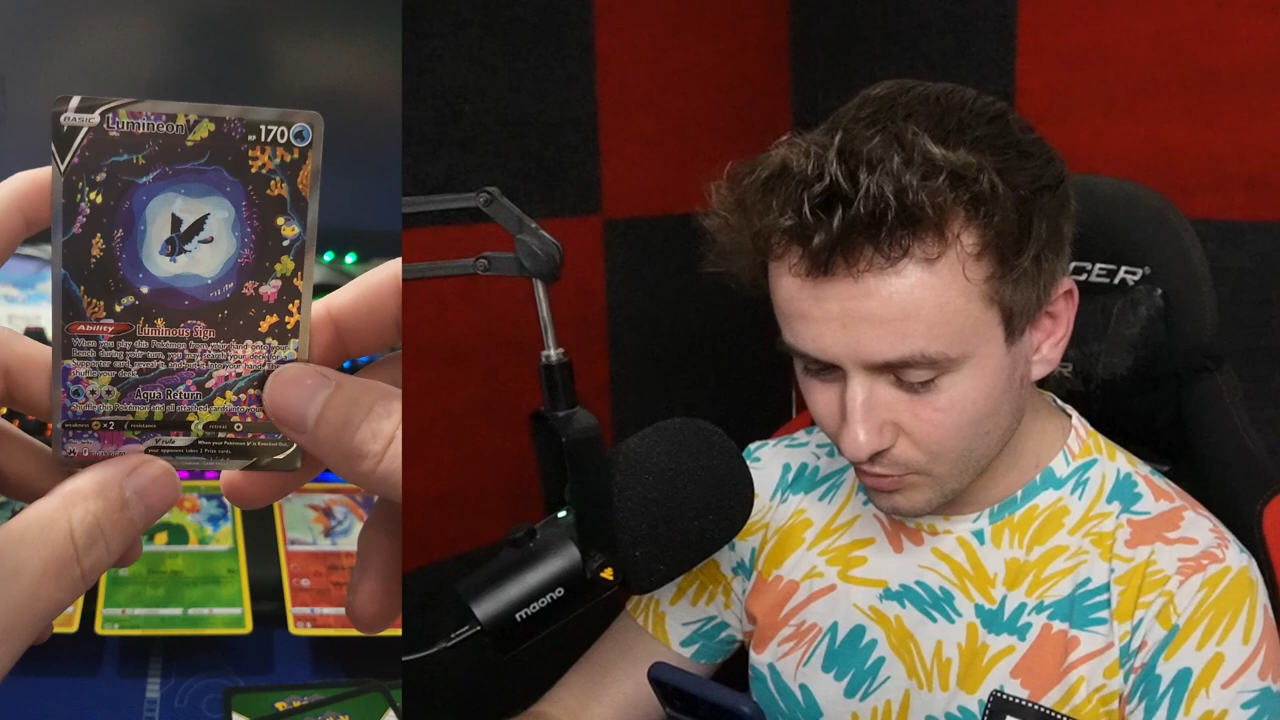 BASIC Lumineon V HP 170
Ability Luminous Sign
When you play this Pokémon from your hand onto your
Bench during your turn, you may search your deck for a
Supporter card, reveal it, and put it into your hand. Then,
shuffle your deck.
Aqua Return
Shuffle this Pokémon and all attached cards into your
weakness ×2 resistance retreat
V rule When your Pokémon V is Knocked Out,
your opponent takes 2 Prize cards.
maono
CER